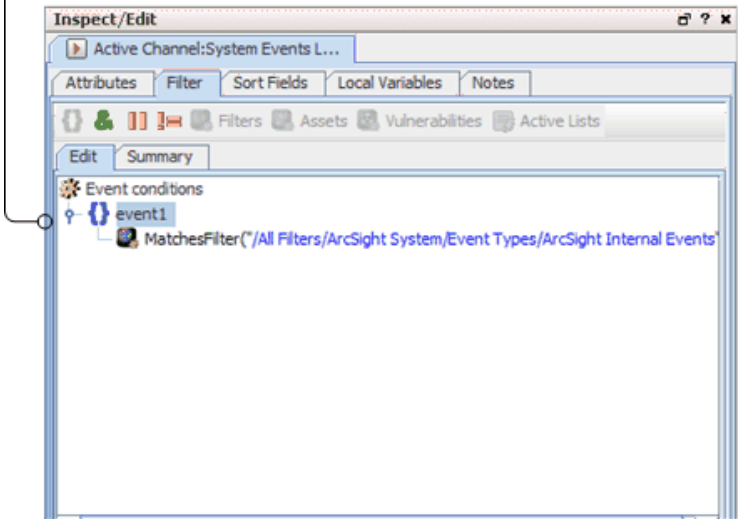 Inspect/Edit
Active Channel:System Events L...
Attributes Filter Sort Fields Local Variables Notes
Filters Assets Vulnerabilities Active Lists
Edit Summary
Event conditions
event1
MatchesFilter("/All Filters/ArcSight System/Event Types/ArcSight Internal Events"